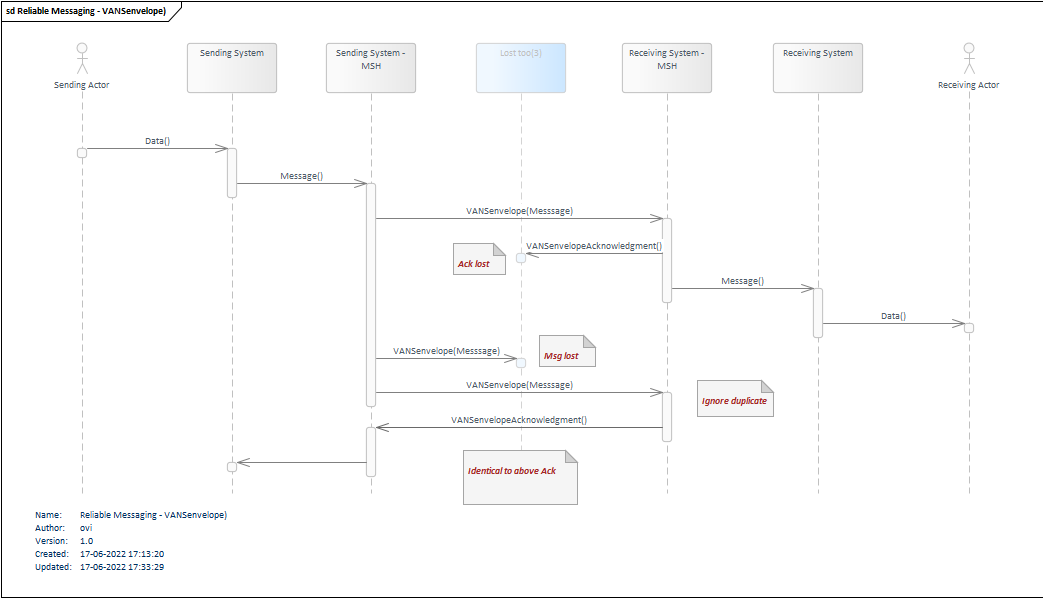 sd Reliable Messaging - VANSenvelope)
Sending Actor
Sending System
Sending System -
MSH
Lost too(3)
Receiving System -
MSH
Receiving System
Receiving Actor
Data()
Message()
VANSenvelope(Messsage)
VANSenvelopeAcknowledgment()
Ack lost
Message()
Data()
VANSenvelope(Messsage)
Msg lost
VANSenvelope(Messsage)
Ignore duplicate
VANSenvelopeAcknowledgment()
Identical to above Ack
Name: Reliable Messaging - VANSenvelope)
Author: ovi
Version: 1.0
Created: 17-06-2022 17:13:20
Updated: 17-06-2022 17:33:29